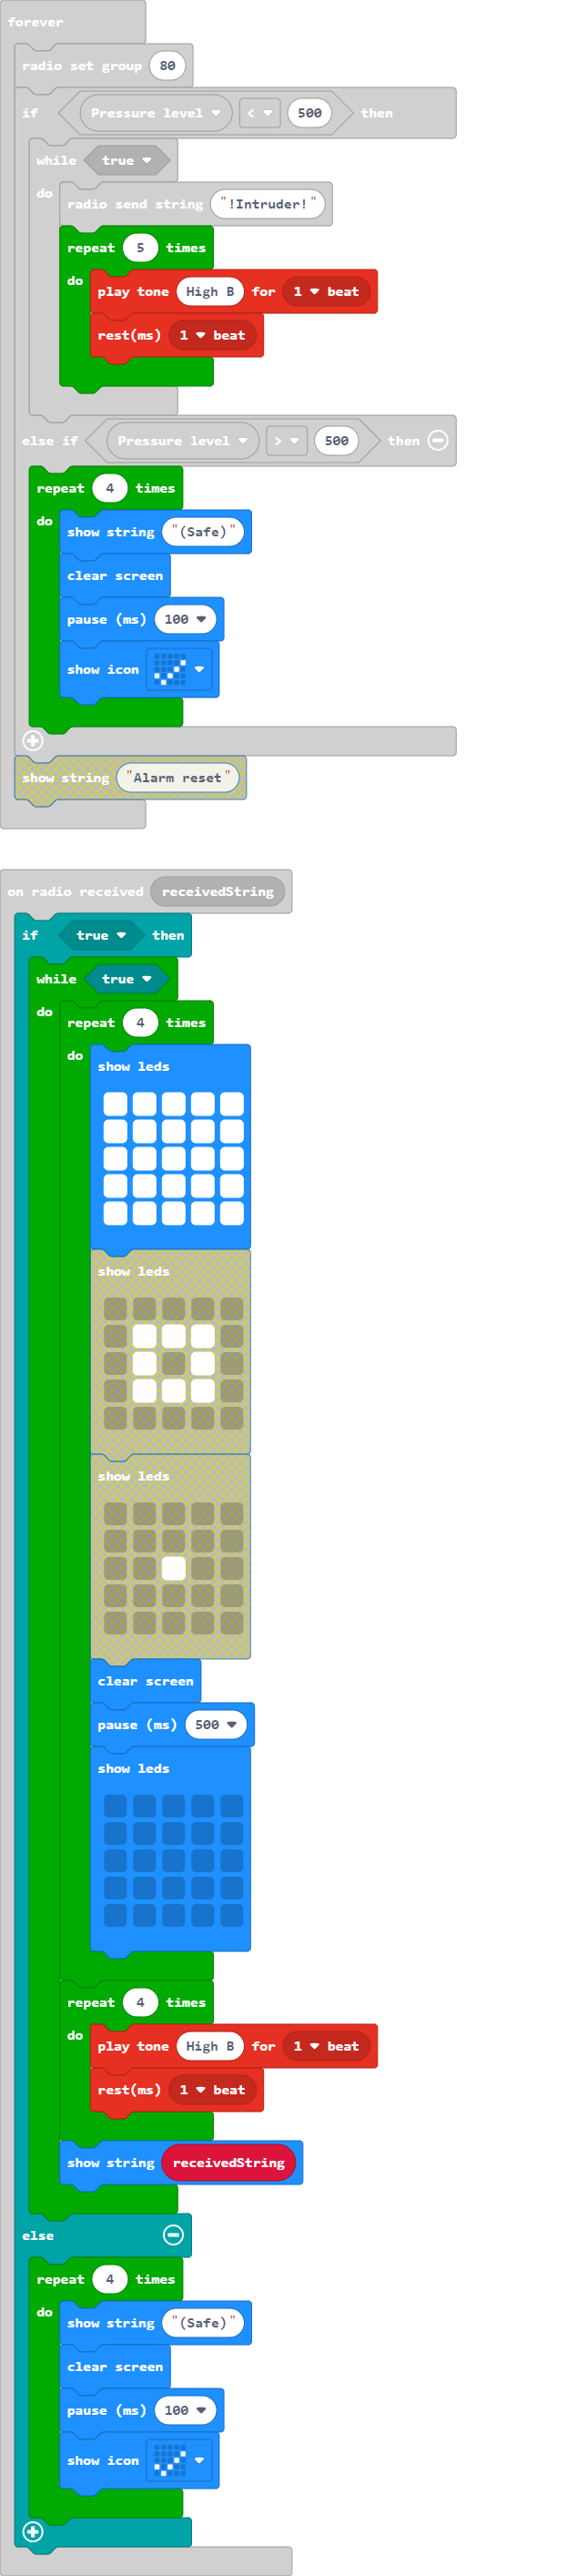 forever
radio set group 80
if Pressure level < 500 then
while true
do
radio send string "!Intruder!"
repeat 5 times
do
play tone High B for 1 beat
rest(ms) 1 beat
else if Pressure level > 500 then
repeat 4 times
do
show string "(Safe)"
clear screen
pause (ms) 100
show icon
show string "Alarm reset"
on radio received receivedString
if true then
while true
do
repeat 4 times
do
show leds
show leds
show leds
clear screen
pause (ms) 500
show leds
repeat 4 times
do
play tone High B for 1 beat
rest(ms) 1 beat
show string receivedString
else
repeat 4 times
do
show string "(Safe)"
clear screen
pause (ms) 100
show icon